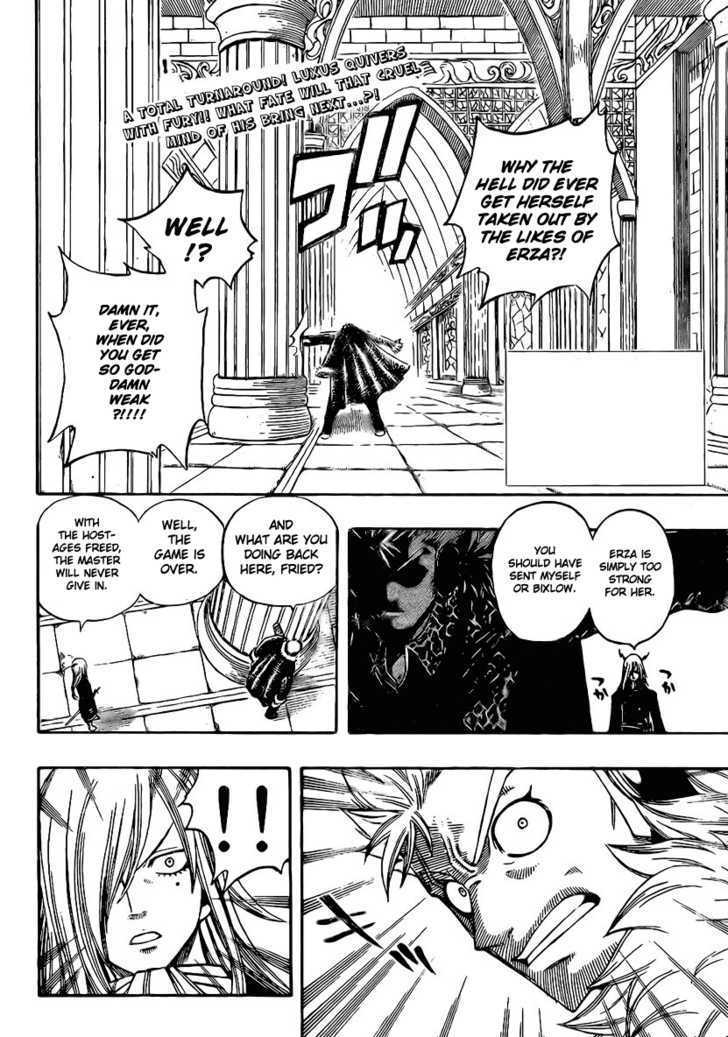 A TOTAL TURNAROUND! LUXUS QUIVERS
WITH FURY!! WHAT FATE WILL THAT CRUEL
MIND OF HIS BRING NEXT...?!
WHY THE
HELL DID EVER
GET HERSELF
TAKEN OUT BY
THE LIKES OF
ERZA?!
ゴ
ゴッ
WELL
!?
DAMN IT,
EVER,
WHEN DID
YOU GET
SO GOD-
DAMN
WEAK
?!!!!
ERZA IS
SIMPLY TOO
STRONG
FOR HER.
YOU
SHOULD HAVE
SENT MYSELF
OR BIXLOW.
AND
WHAT ARE YOU
DOING BACK
HERE, FRIED?
WELL,
THE
GAME IS
OVER.
WITH
THE HOST-
AGES FREED,
THE MASTER
WILL NEVER
GIVE IN.
!!